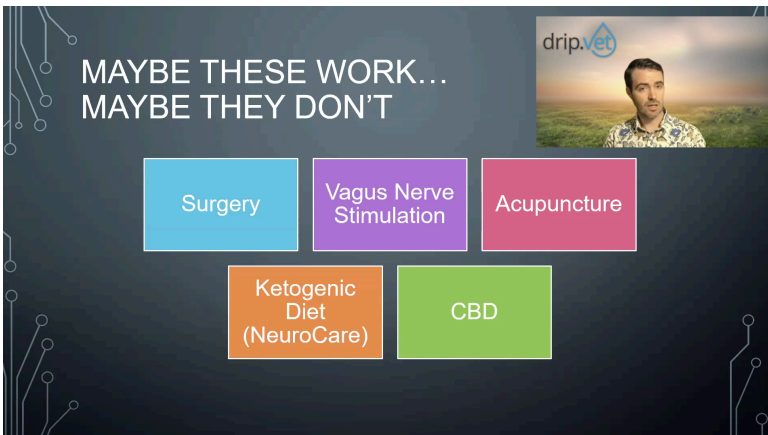 MAYBE THESE WORK…
MAYBE THEY DON'T
drip.vet
Surgery
Vagus Nerve
Stimulation
Acupuncture
Ketogenic
Diet
(NeuroCare)
CBD